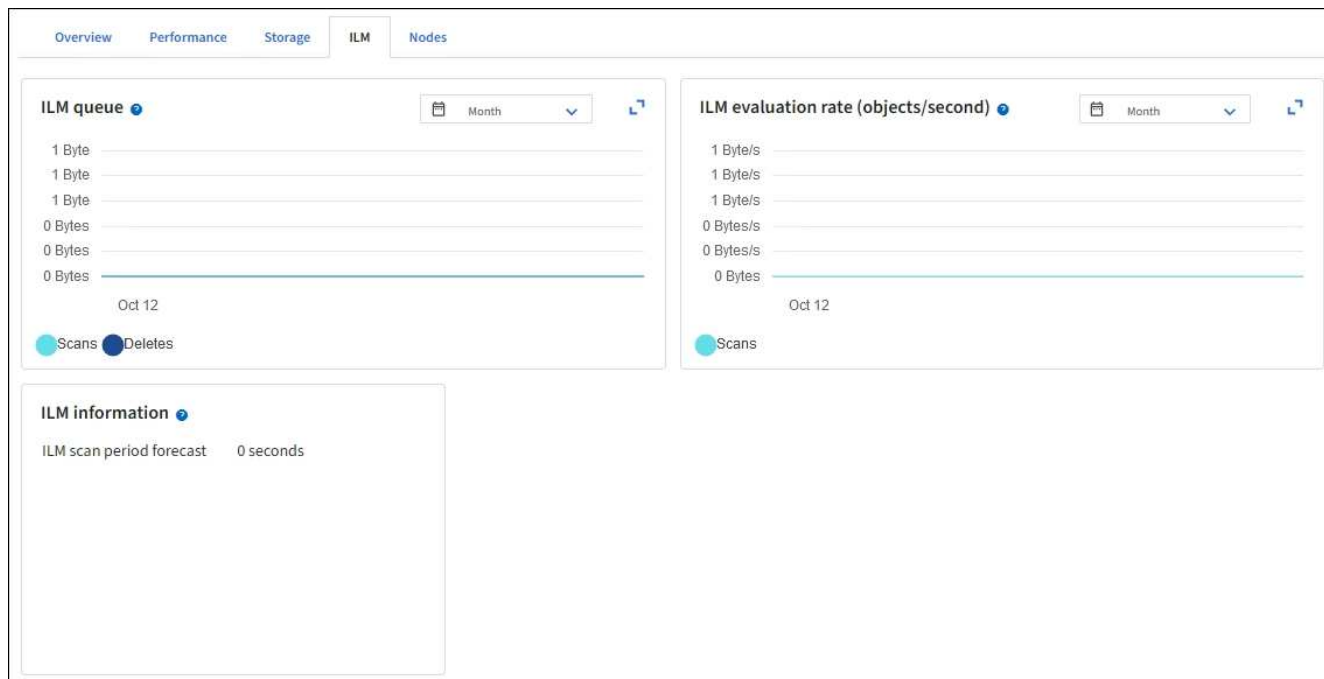 Overview Performance Storage ILM Nodes
ILM queue ? Month
1 Byte
1 Byte
1 Byte
0 Bytes
0 Bytes
0 Bytes
Oct 12
Scans Deletes
ILM evaluation rate (objects/second) ? Month
1 Byte/s
1 Byte/s
1 Byte/s
0 Bytes/s
0 Bytes/s
0 Bytes
Oct 12
Scans
ILM information ?
ILM scan period forecast 0 seconds